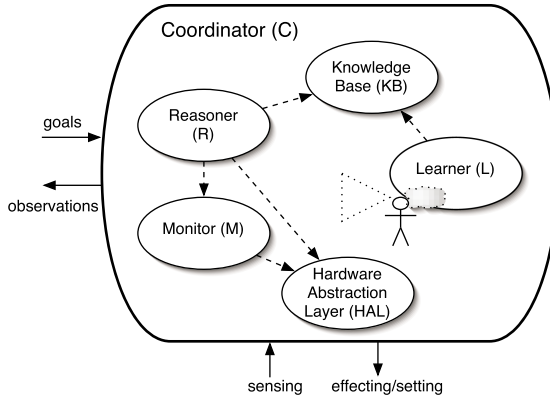 Coordinator (C)
Knowledge
Base (KB)
Reasoner
(R)
goals
Learner (L)
observations
Monitor (M)
Hardware
Abstraction
Layer (HAL)
sensing
effecting/setting